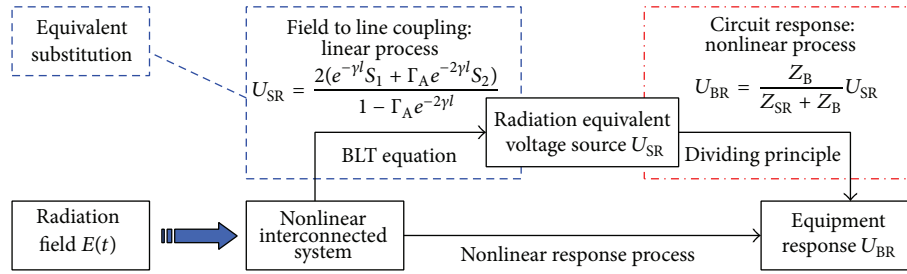 Equivalent
substitution
Field to line coupling:
linear process
U_SR = 2(e^{−γl}S_1 + Γ_A e^{−2γl}S_2) / 1 − Γ_A e^{−2γl}
Circuit response:
nonlinear process
U_BR = Z_B / Z_SR + Z_B U_SR
BLT equation
Radiation equivalent
voltage source U_SR
Dividing principle
Radiation
field E(t)
Nonlinear
interconnected
system
Nonlinear response process
Equipment
response U_BR